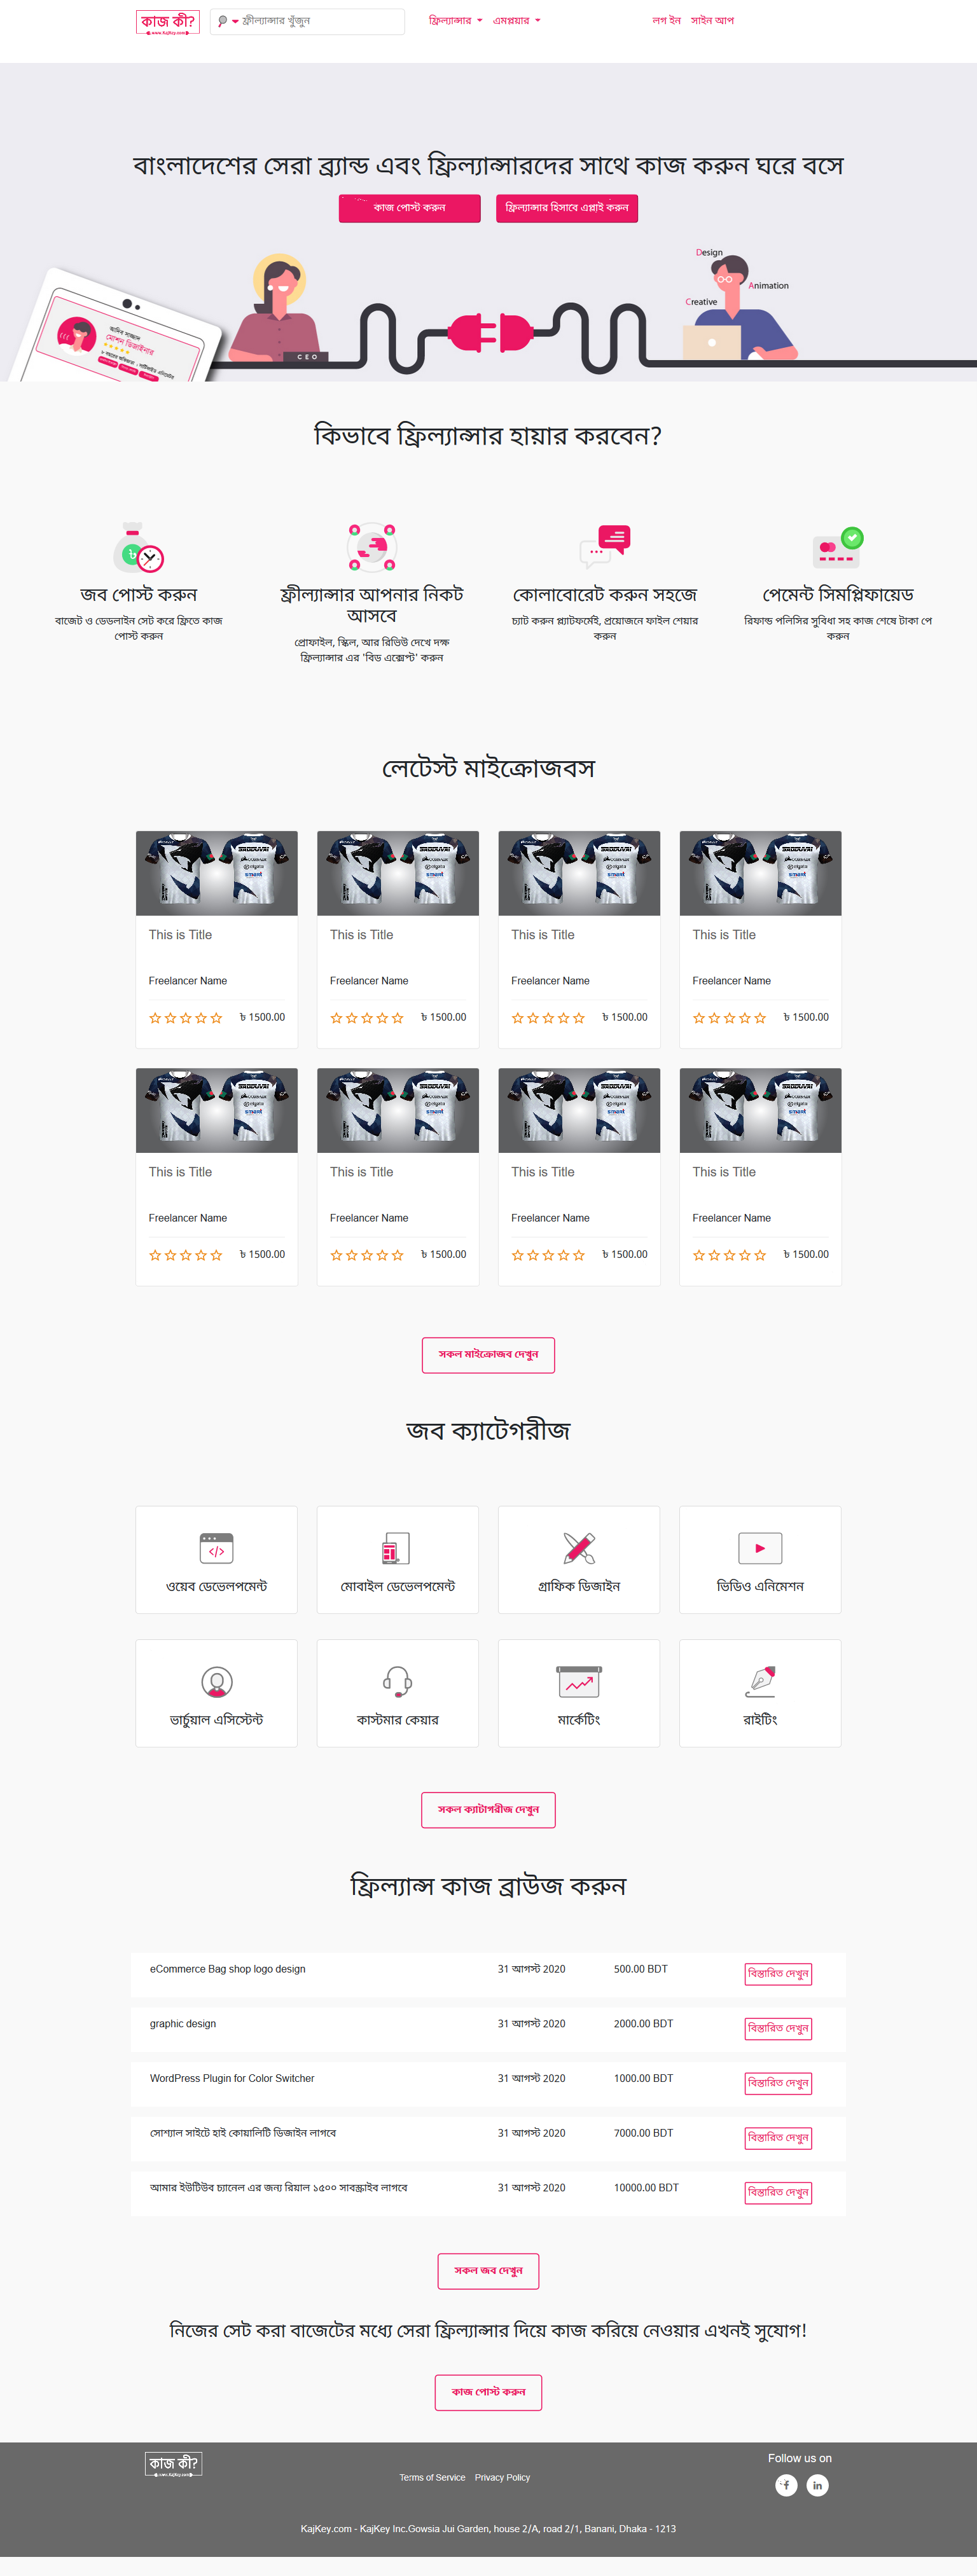 কাজ কী?
www.KajKey.com
ফ্রীল্যান্সার খুঁজুন
ফ্রিল্যান্সার এমপ্লয়ার
লগ ইন সাইন আপ
বাংলাদেশের সেরা ব্র্যান্ড এবং ফ্রিল্যান্সারদের সাথে কাজ করুন ঘরে বসে
কাজ পোস্ট করুন
ফ্রিল্যান্সার হিসাবে এপ্লাই করুন
Design
Animation
Creative
CEO
কিভাবে ফ্রিল্যান্সার হায়ার করবেন?
জব পোস্ট করুন
বাজেট ও ডেডলাইন সেট করে ফ্রিতে কাজ
পোস্ট করুন
ফ্রীল্যান্সার আপনার নিকট
আসবে
প্রোফাইল, স্কিল, আর রিভিউ দেখে দক্ষ
ফ্রিল্যান্সার এর 'বিড এক্সেপ্ট' করুন
কোলাবোরেট করুন সহজে
চ্যাট করুন প্ল্যাটফর্মেই, প্রয়োজনে ফাইল শেয়ার
করুন
পেমেন্ট সিমপ্লিফায়েড
রিফান্ড পলিসির সুবিধা সহ কাজ শেষে টাকা পে
করুন
লেটেস্ট মাইক্রোজবস
This is Title This is Title This is Title This is Title
Freelancer Name Freelancer Name Freelancer Name Freelancer Name
৳ 1500.00 ৳ 1500.00 ৳ 1500.00 ৳ 1500.00
This is Title This is Title This is Title This is Title
Freelancer Name Freelancer Name Freelancer Name Freelancer Name
৳ 1500.00 ৳ 1500.00 ৳ 1500.00 ৳ 1500.00
সকল মাইক্রোজব দেখুন
জব ক্যাটেগরীজ
ওয়েব ডেভেলপমেন্ট মোবাইল ডেভেলপমেন্ট গ্রাফিক ডিজাইন ভিডিও এনিমেশন
ভার্চুয়াল এসিস্টেন্ট কাস্টমার কেয়ার মার্কেটিং রাইটিং
সকল ক্যাটাগরীজ দেখুন
ফ্রিল্যান্স কাজ ব্রাউজ করুন
eCommerce Bag shop logo design 31 আগস্ট 2020 500.00 BDT বিস্তারিত দেখুন
graphic design 31 আগস্ট 2020 2000.00 BDT বিস্তারিত দেখুন
WordPress Plugin for Color Switcher 31 আগস্ট 2020 1000.00 BDT বিস্তারিত দেখুন
সোশ্যাল সাইটে হাই কোয়ালিটি ডিজাইন লাগবে 31 আগস্ট 2020 7000.00 BDT বিস্তারিত দেখুন
আমার ইউটিউব চ্যানেল এর জন্য রিয়াল ১৫০০ সাবস্ক্রাইব লাগবে 31 আগস্ট 2020 10000.00 BDT বিস্তারিত দেখুন
সকল জব দেখুন
নিজের সেট করা বাজেটের মধ্যে সেরা ফ্রিল্যান্সার দিয়ে কাজ করিয়ে নেওয়ার এখনই সুযোগ!
কাজ পোস্ট করুন
কাজ কী?
Terms of Service Privacy Policy
Follow us on
KajKey.com - KajKey Inc.Gowsia Jui Garden, house 2/A, road 2/1, Banani, Dhaka - 1213